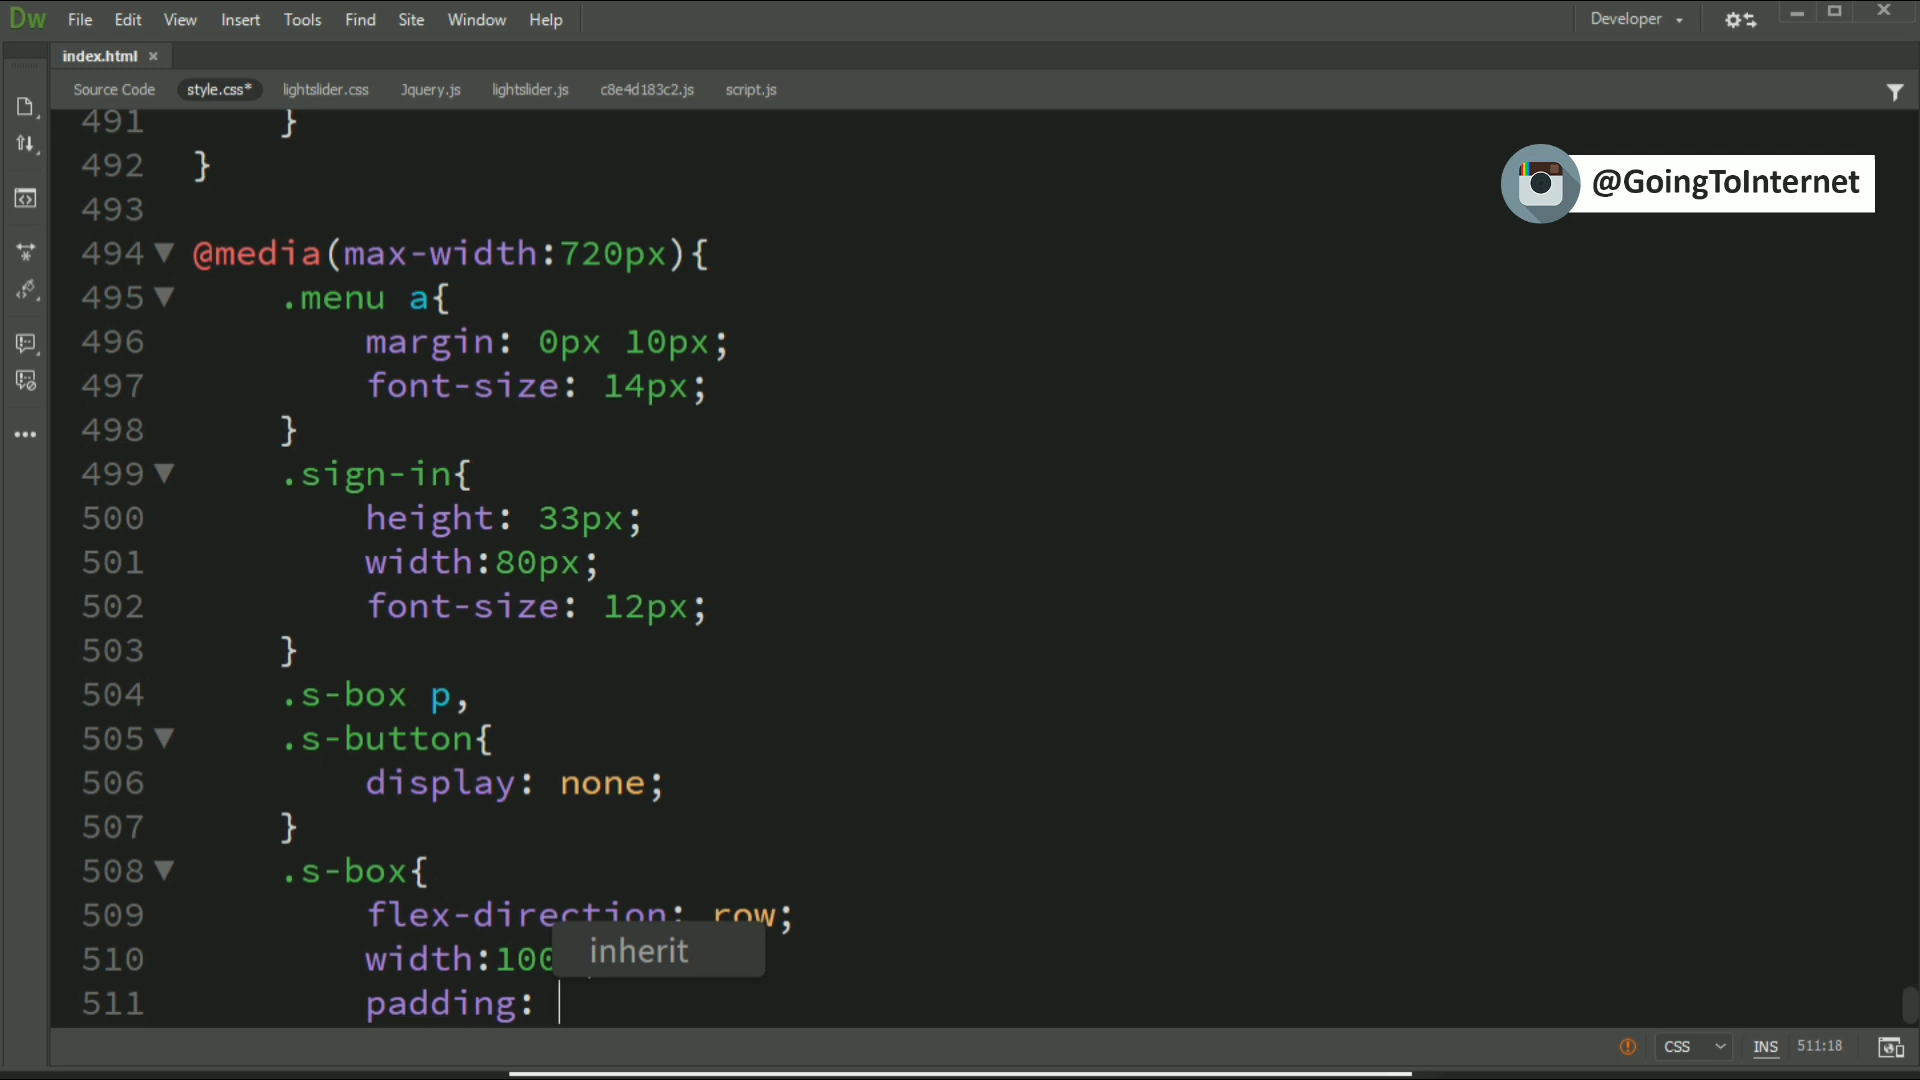 Dw File Edit View Insert Tools Find Site Window Help Developer
index.html ×
Source Code style.css* lightslider.css Jquery.js lightslider.js c8e4d183c2.js script.js
@GoingToInternet
491 }
492 }
493
494 @media(max-width:720px){
495 .menu a{
496 margin: 0px 10px;
497 font-size: 14px;
498 }
499 .sign-in{
500 height: 33px;
501 width:80px;
502 font-size: 12px;
503 }
504 .s-box p,
505 .s-button{
506 display: none;
507 }
508 .s-box{
509 flex-direction: row;
inherit
510 width:100
511 padding:
CSS INS 511:18